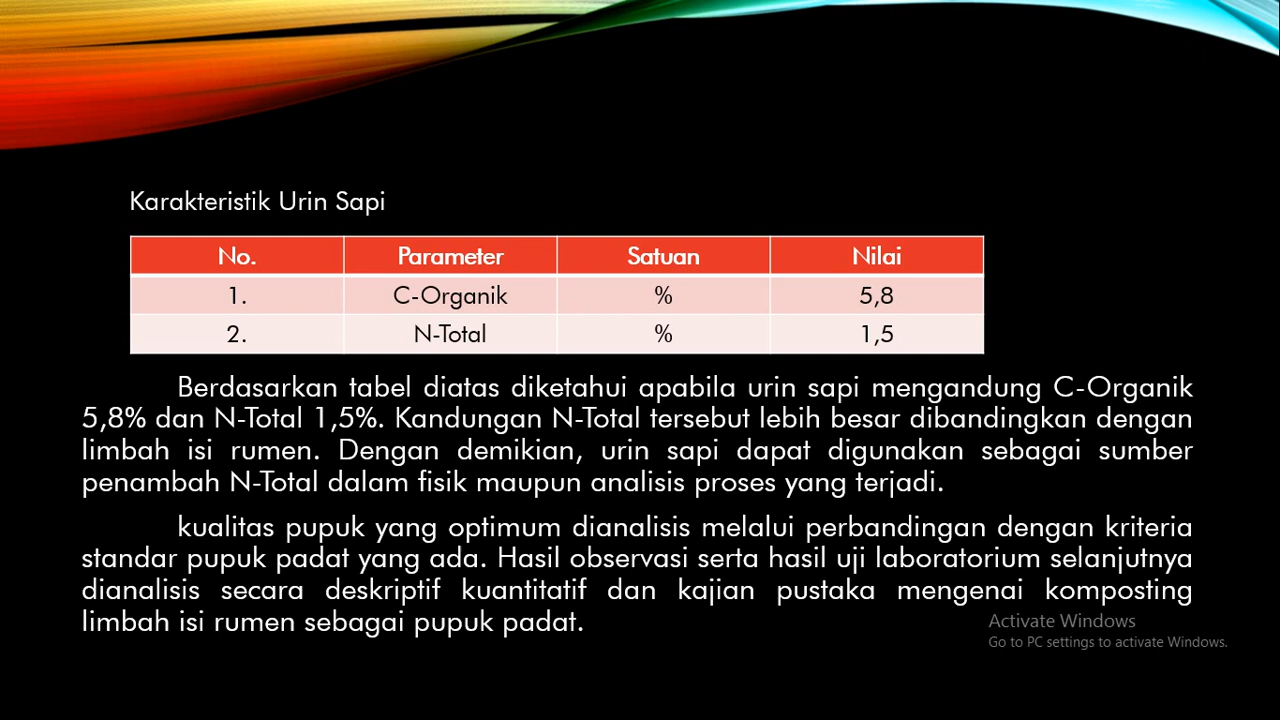 Karakteristik Urin Sapi
No. Parameter Satuan Nilai
1. C-Organik % 5,8
2. N-Total % 1,5
Berdasarkan tabel diatas diketahui apabila urin sapi mengandung C-Organik
5,8% dan N-Total 1,5%. Kandungan N-Total tersebut lebih besar dibandingkan dengan
limbah isi rumen. Dengan demikian, urin sapi dapat digunakan sebagai sumber
penambah N-Total dalam fisik maupun analisis proses yang terjadi.
kualitas pupuk yang optimum dianalisis melalui perbandingan dengan kriteria
standar pupuk padat yang ada. Hasil observasi serta hasil uji laboratorium selanjutnya
dianalisis secara deskriptif kuantitatif dan kajian pustaka mengenai komposting
limbah isi rumen sebagai pupuk padat.
Activate Windows
Go to PC settings to activate Windows.